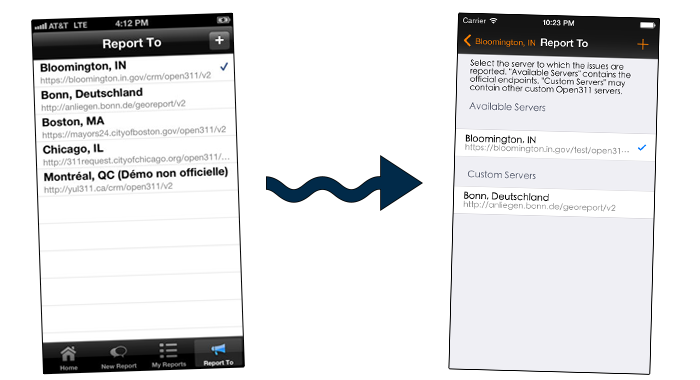 AT&T LTE 4:12 PM
Report To +
Bloomington, IN
https://bloomington.in.gov/crm/open311/v2
Bonn, Deutschland
http://anliegen.bonn.de/georeport/v2
Boston, MA
https://mayors24.cityofboston.gov/open311/v2
Chicago, IL
http://311request.cityofchicago.org/open311/...
Montréal, QC (Démo non officielle)
http://yul311.ca/crm/open311/v2
Home New Report My Reports Report To
Carrier 10:23 PM
Bloomington, IN Report To +
Select the server to which the issues are
reported. "Available Servers" contains the
official endpoints. "Custom Servers" may
contain other custom Open311 servers.
Available Servers
Bloomington, IN
https://bloomington.in.gov/test/open31...
Custom Servers
Bonn, Deutschland
http://anliegen.bonn.de/georeport/v2